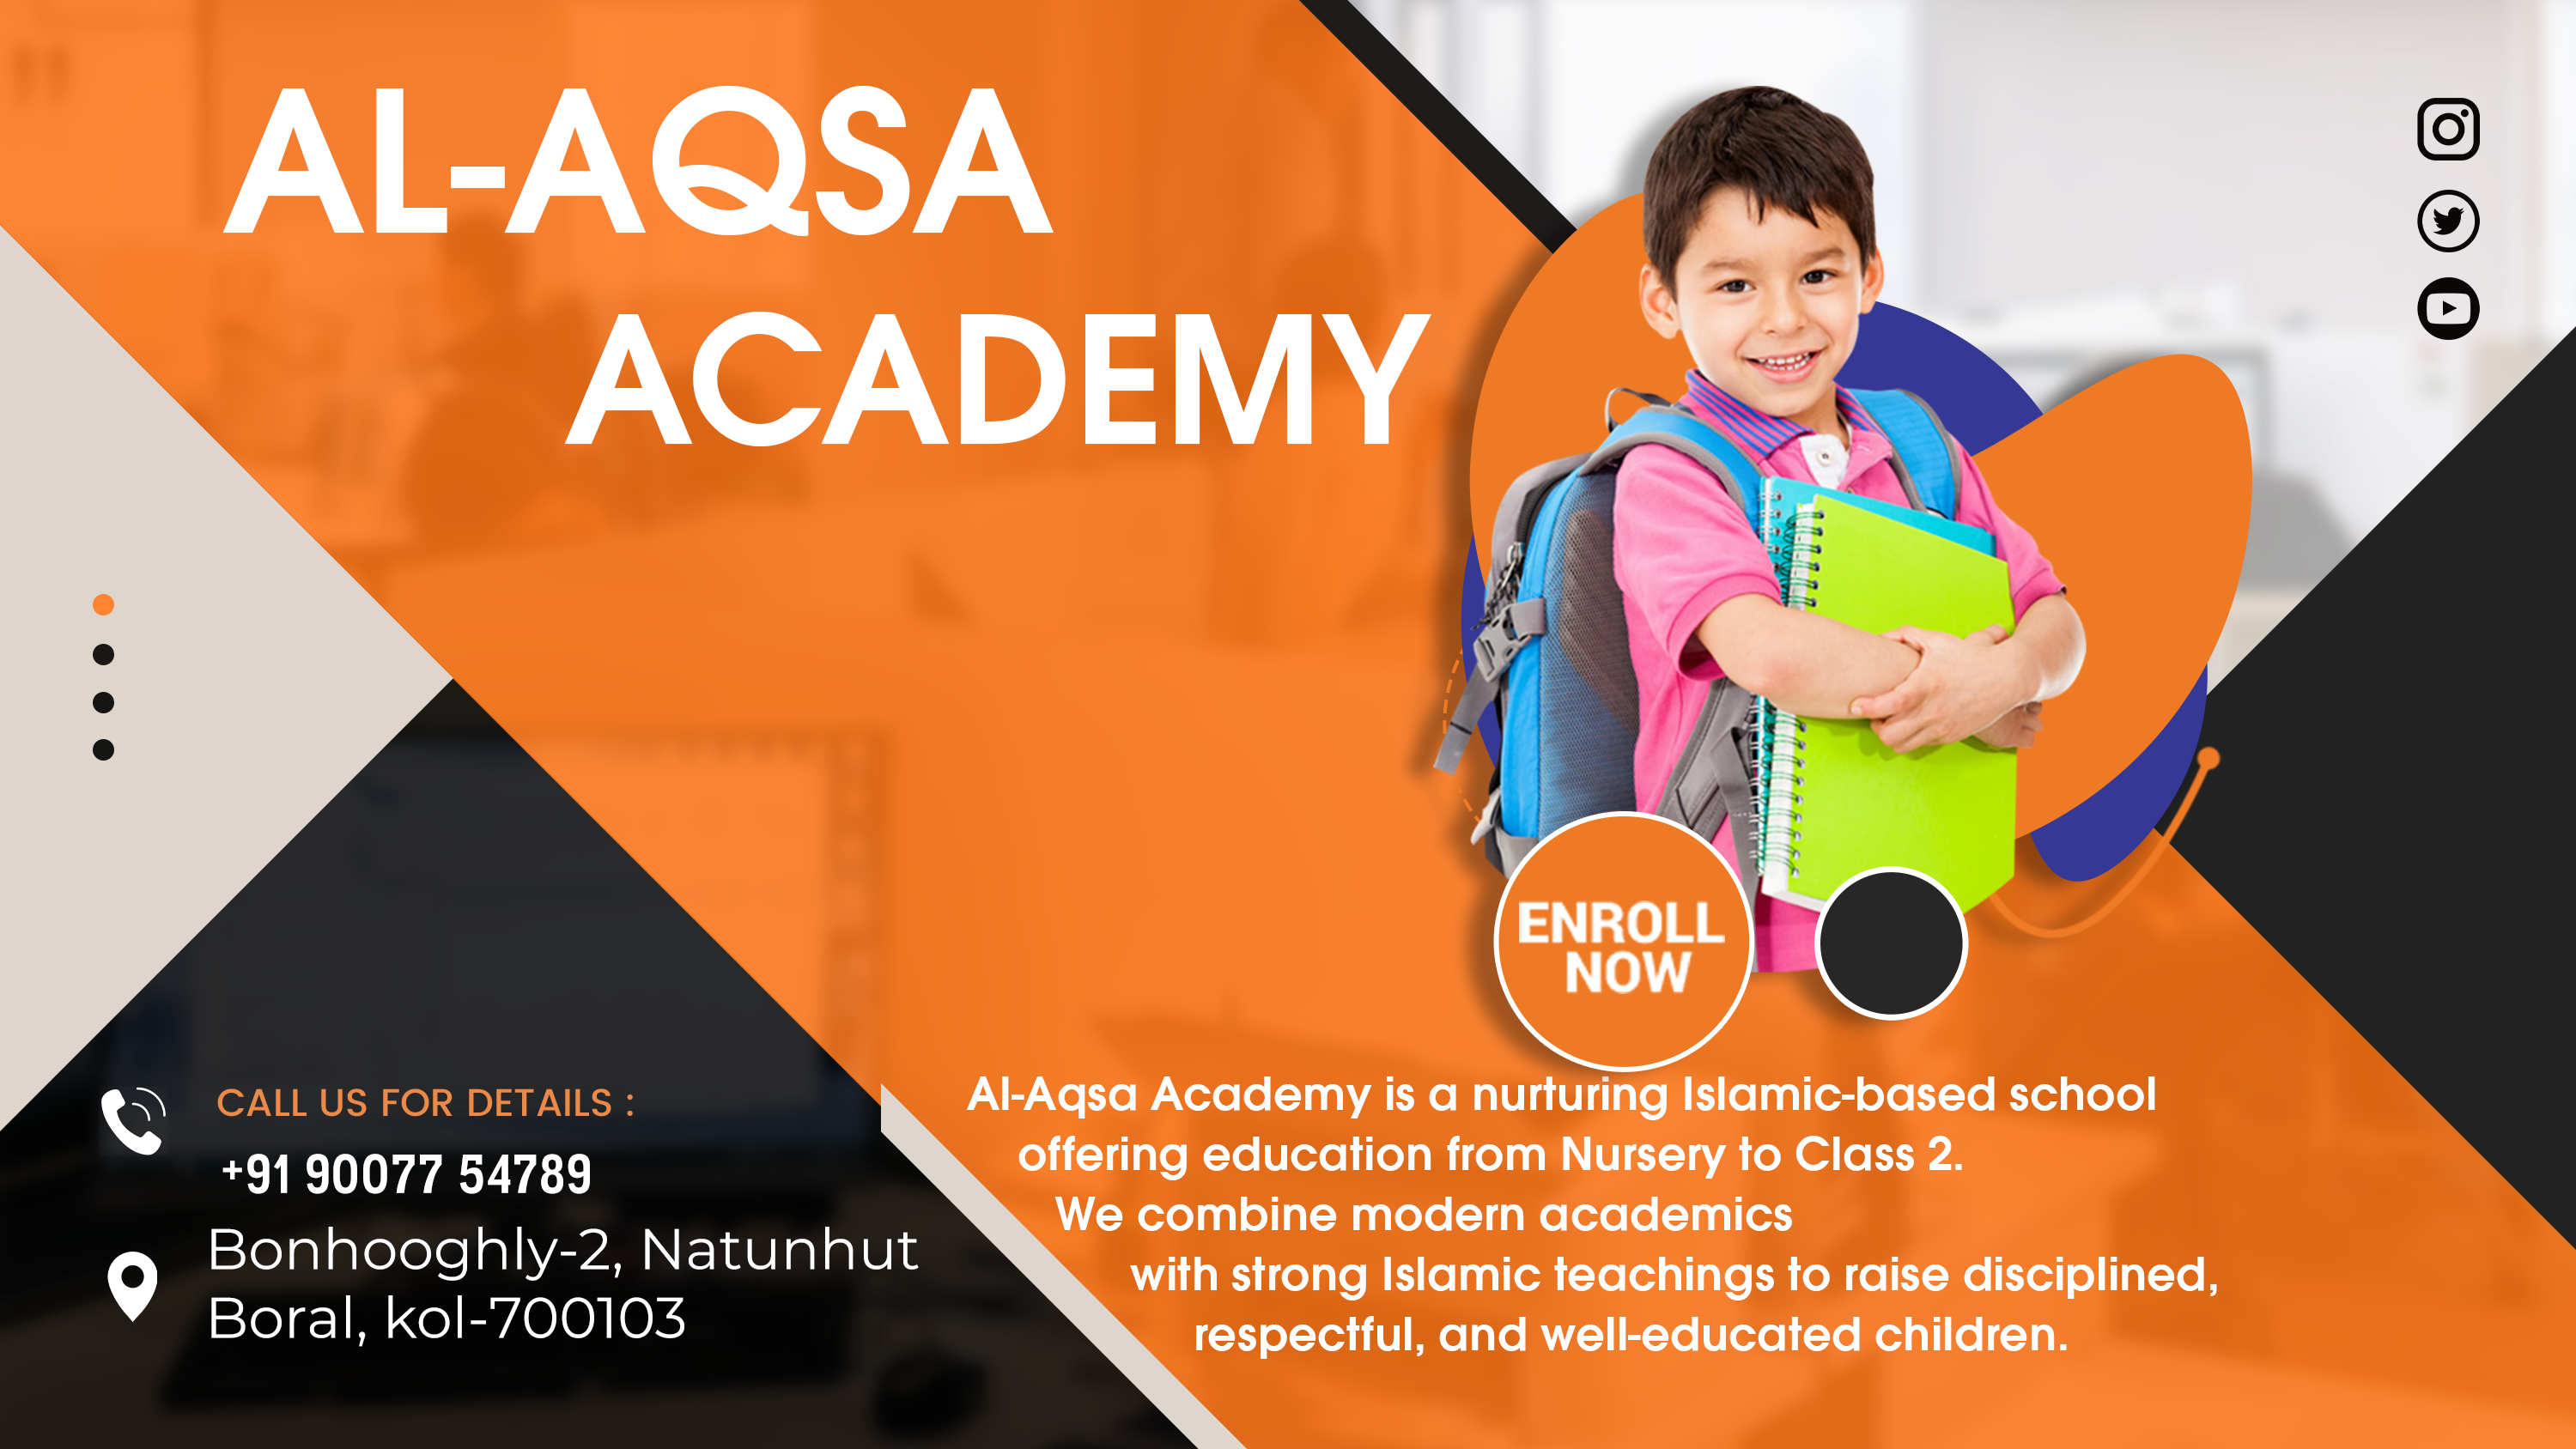 AL-AQSA
ACADEMY
ENROLL
NOW
CALL US FOR DETAILS :
+91 90077 54789
Bonhooghly-2, Natunhut
Boral, kol-700103
Al-Aqsa Academy is a nurturing Islamic-based school
offering education from Nursery to Class 2.
We combine modern academics
with strong Islamic teachings to raise disciplined,
respectful, and well-educated children.